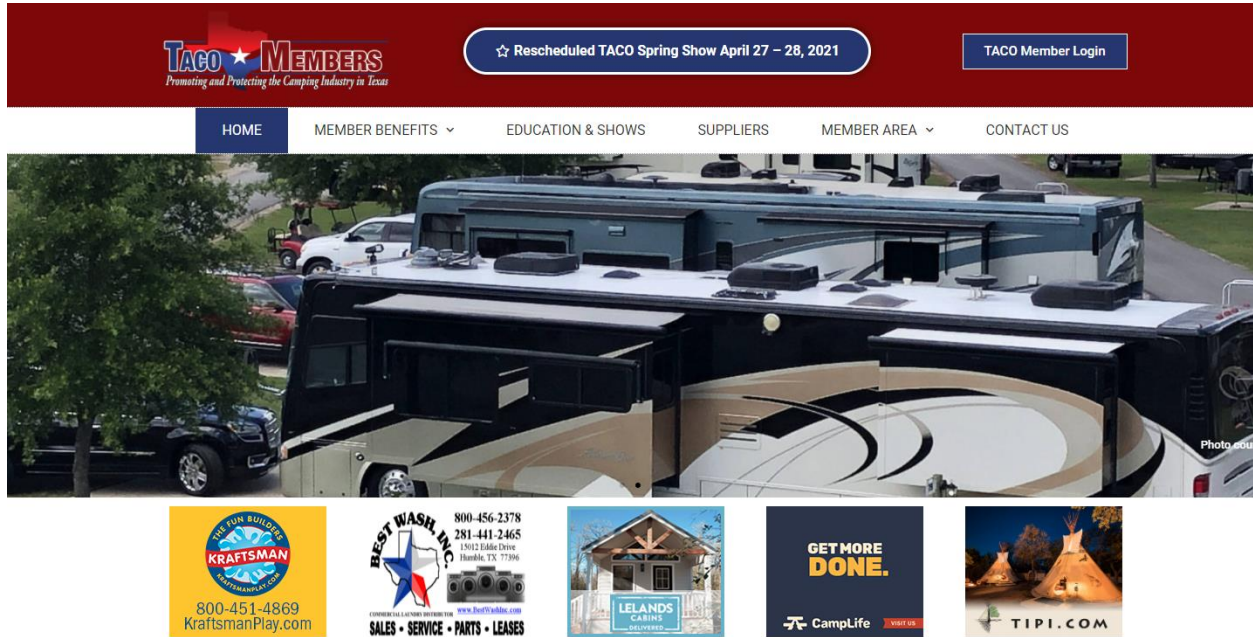 TACO ★ MEMBERS
Promoting and Protecting the Camping Industry in Texas
☆ Rescheduled TACO Spring Show April 27 – 28, 2021
TACO Member Login
HOME
MEMBER BENEFITS
EDUCATION & SHOWS
SUPPLIERS
MEMBER AREA
CONTACT US
Photo cou
THE FUN BUILDERS
KRAFTSMAN
KRAFTSMANPLAY.COM
800-451-4869
KraftsmanPlay.com
BEST WASH, INC.
800-456-2378
281-441-2465
15012 Eddie Drive
Humble, TX 77396
COMMERCIAL LAUNDRY DISTRIBUTOR
www.BestWashInc.com
SALES • SERVICE • PARTS • LEASES
LELANDS
CABINS
DELIVERED
GET MORE
DONE.
CampLife
VISIT US
TIPI.COM